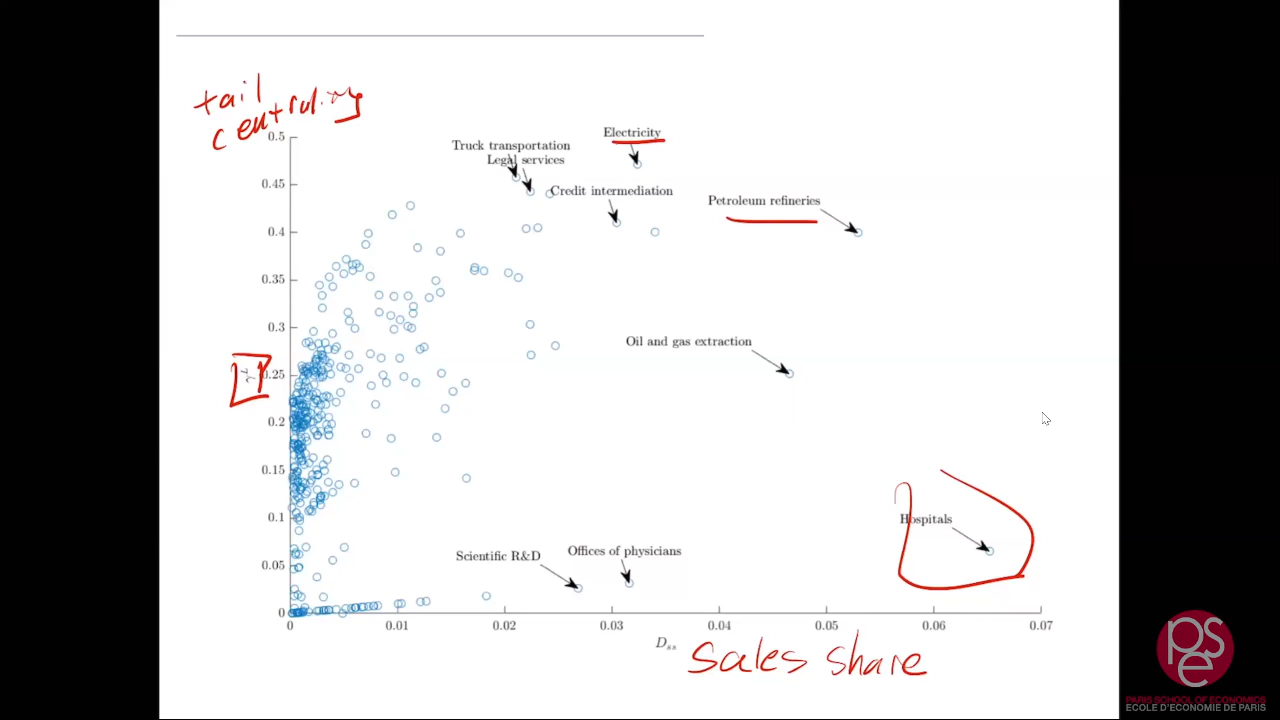 tail
centrality
0.5
0.45
0.4
0.35
0.3
0.25
0.2
0.15
0.1
0.05
0
γ
Electricity
Truck transportation
Legal services
Credit intermediation
Petroleum refineries
Oil and gas extraction
Hospitals
Scientific R&D
Offices of physicians
0 0.01 0.02 0.03 0.04 0.05 0.06 0.07
D_ss
sales share
pse
PARIS SCHOOL OF ECONOMICS
ECOLE D'ECONOMIE DE PARIS